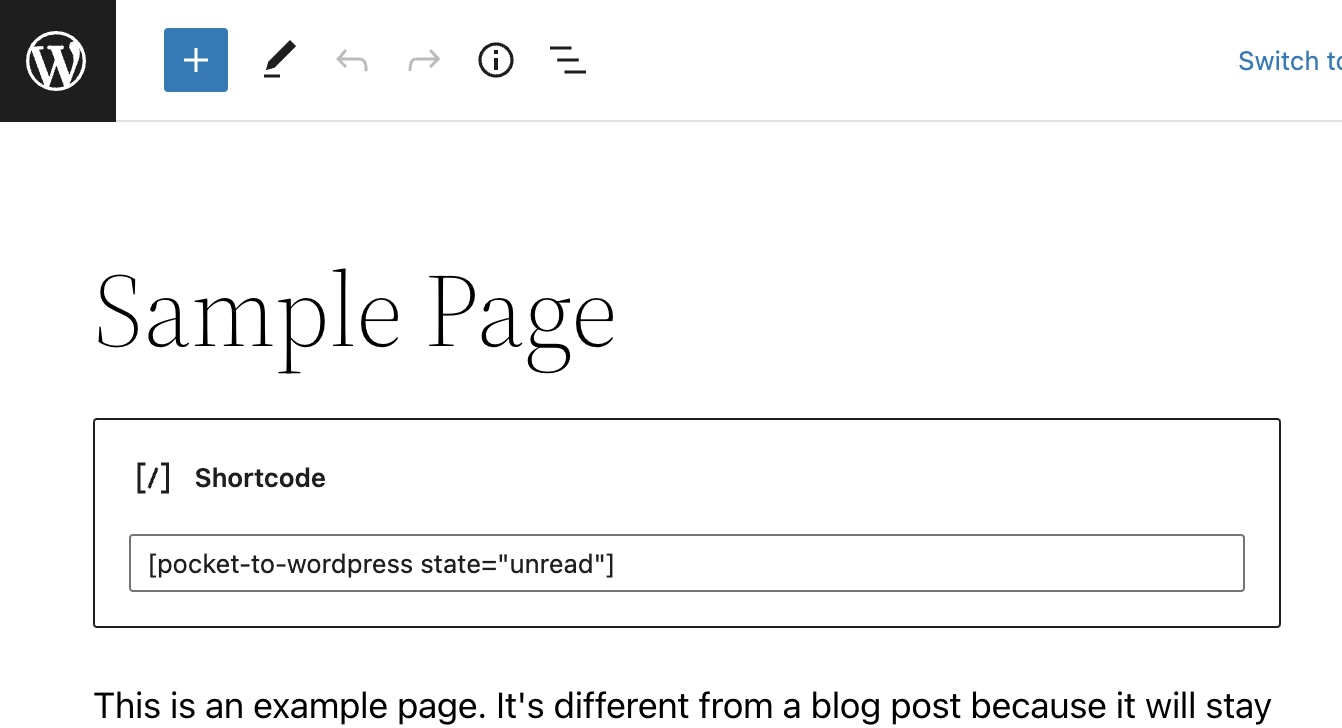 Switch to
Sample Page
[/] Shortcode
[pocket-to-wordpress state="unread"]
This is an example page. It's different from a blog post because it will stay